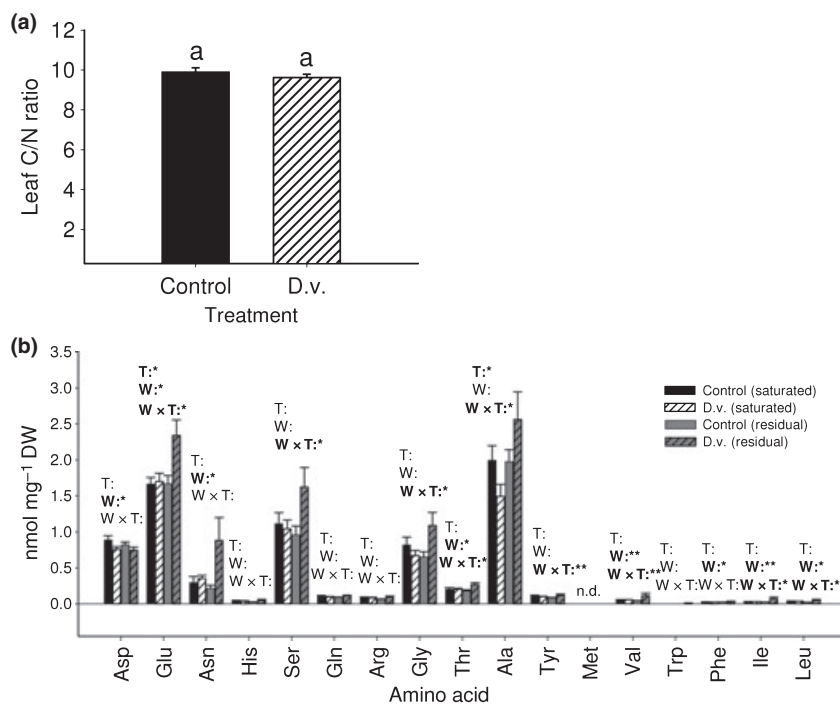 (a)
12
10
8
6
4
2
Leaf C/N ratio
a
a
Control
D.v.
Treatment
(b)
3.5
3.0
2.5
2.0
1.5
1.0
0.5
0.0
nmol mg⁻¹ DW
Control (saturated)
D.v. (saturated)
Control (residual)
D.v. (residual)
T:
W:*
W × T:
T:*
W:*
W × T:*
T:
W:*
W × T:
T:
W:
W × T:
T:
W:
W × T:*
T:
W:
W × T:
T:
W:
W × T:
T:
W:
W × T:*
T:
W:*
W × T:*
T:*
W:
W × T:*
T:
W:
W × T:**
n.d.
T:
W:**
W × T:**
T:
W:
W × T:
T:
W:*
W × T:
T:
W:**
W × T:*
T:
W:*
W × T:*
Asp
Glu
Asn
His
Ser
Gln
Arg
Gly
Thr
Ala
Tyr
Met
Val
Trp
Phe
Ile
Leu
Amino acid